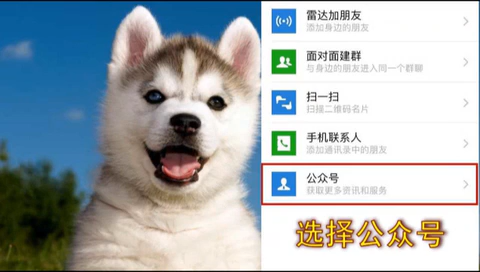 雷达加朋友
添加身边的朋友
面对面建群
与身边的朋友进入同一个群聊
扫一扫
扫描二维码名片
手机联系人
添加通讯录中的朋友
公众号
获取更多资讯和服务
选择公众号